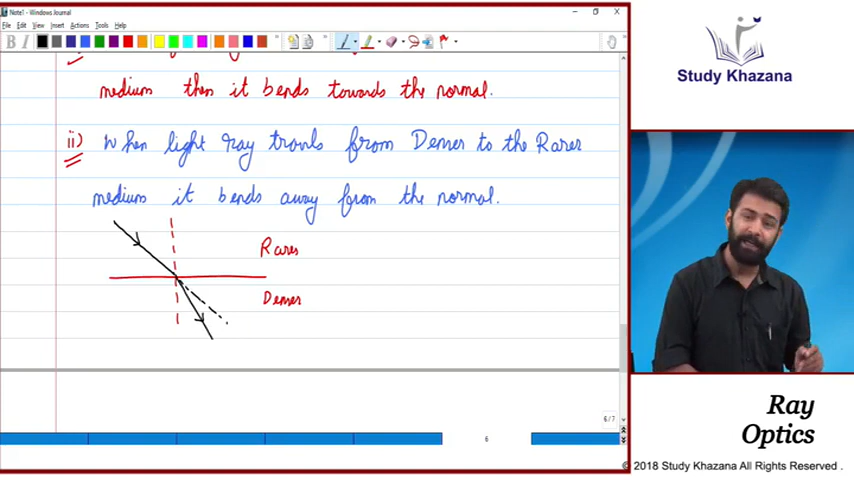 Note1 - Windows Journal
File Edit View Insert Actions Tools Help
medium then it bends towards the normal.
ii) When light ray travls from Denser to the Rarer
medium it bends away from the normal.
Rarer
Denser
6/7
6
Study Khazana
Ray
Optics
© 2018 Study Khazana All Rights Reserved .